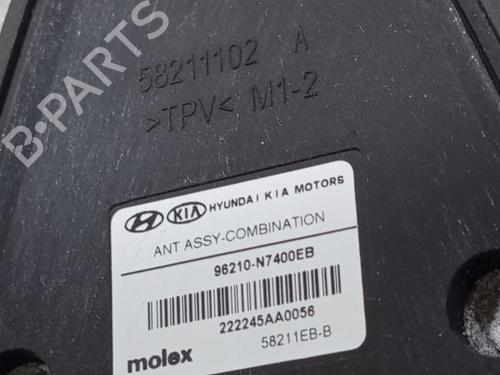 58211102 A
>TPV< M1-2
B-PARTS
HYUNDAI KIA MOTORS
ANT ASSY-COMBINATION
96210-N7400EB
222245AA0056
molex 58211EB-B